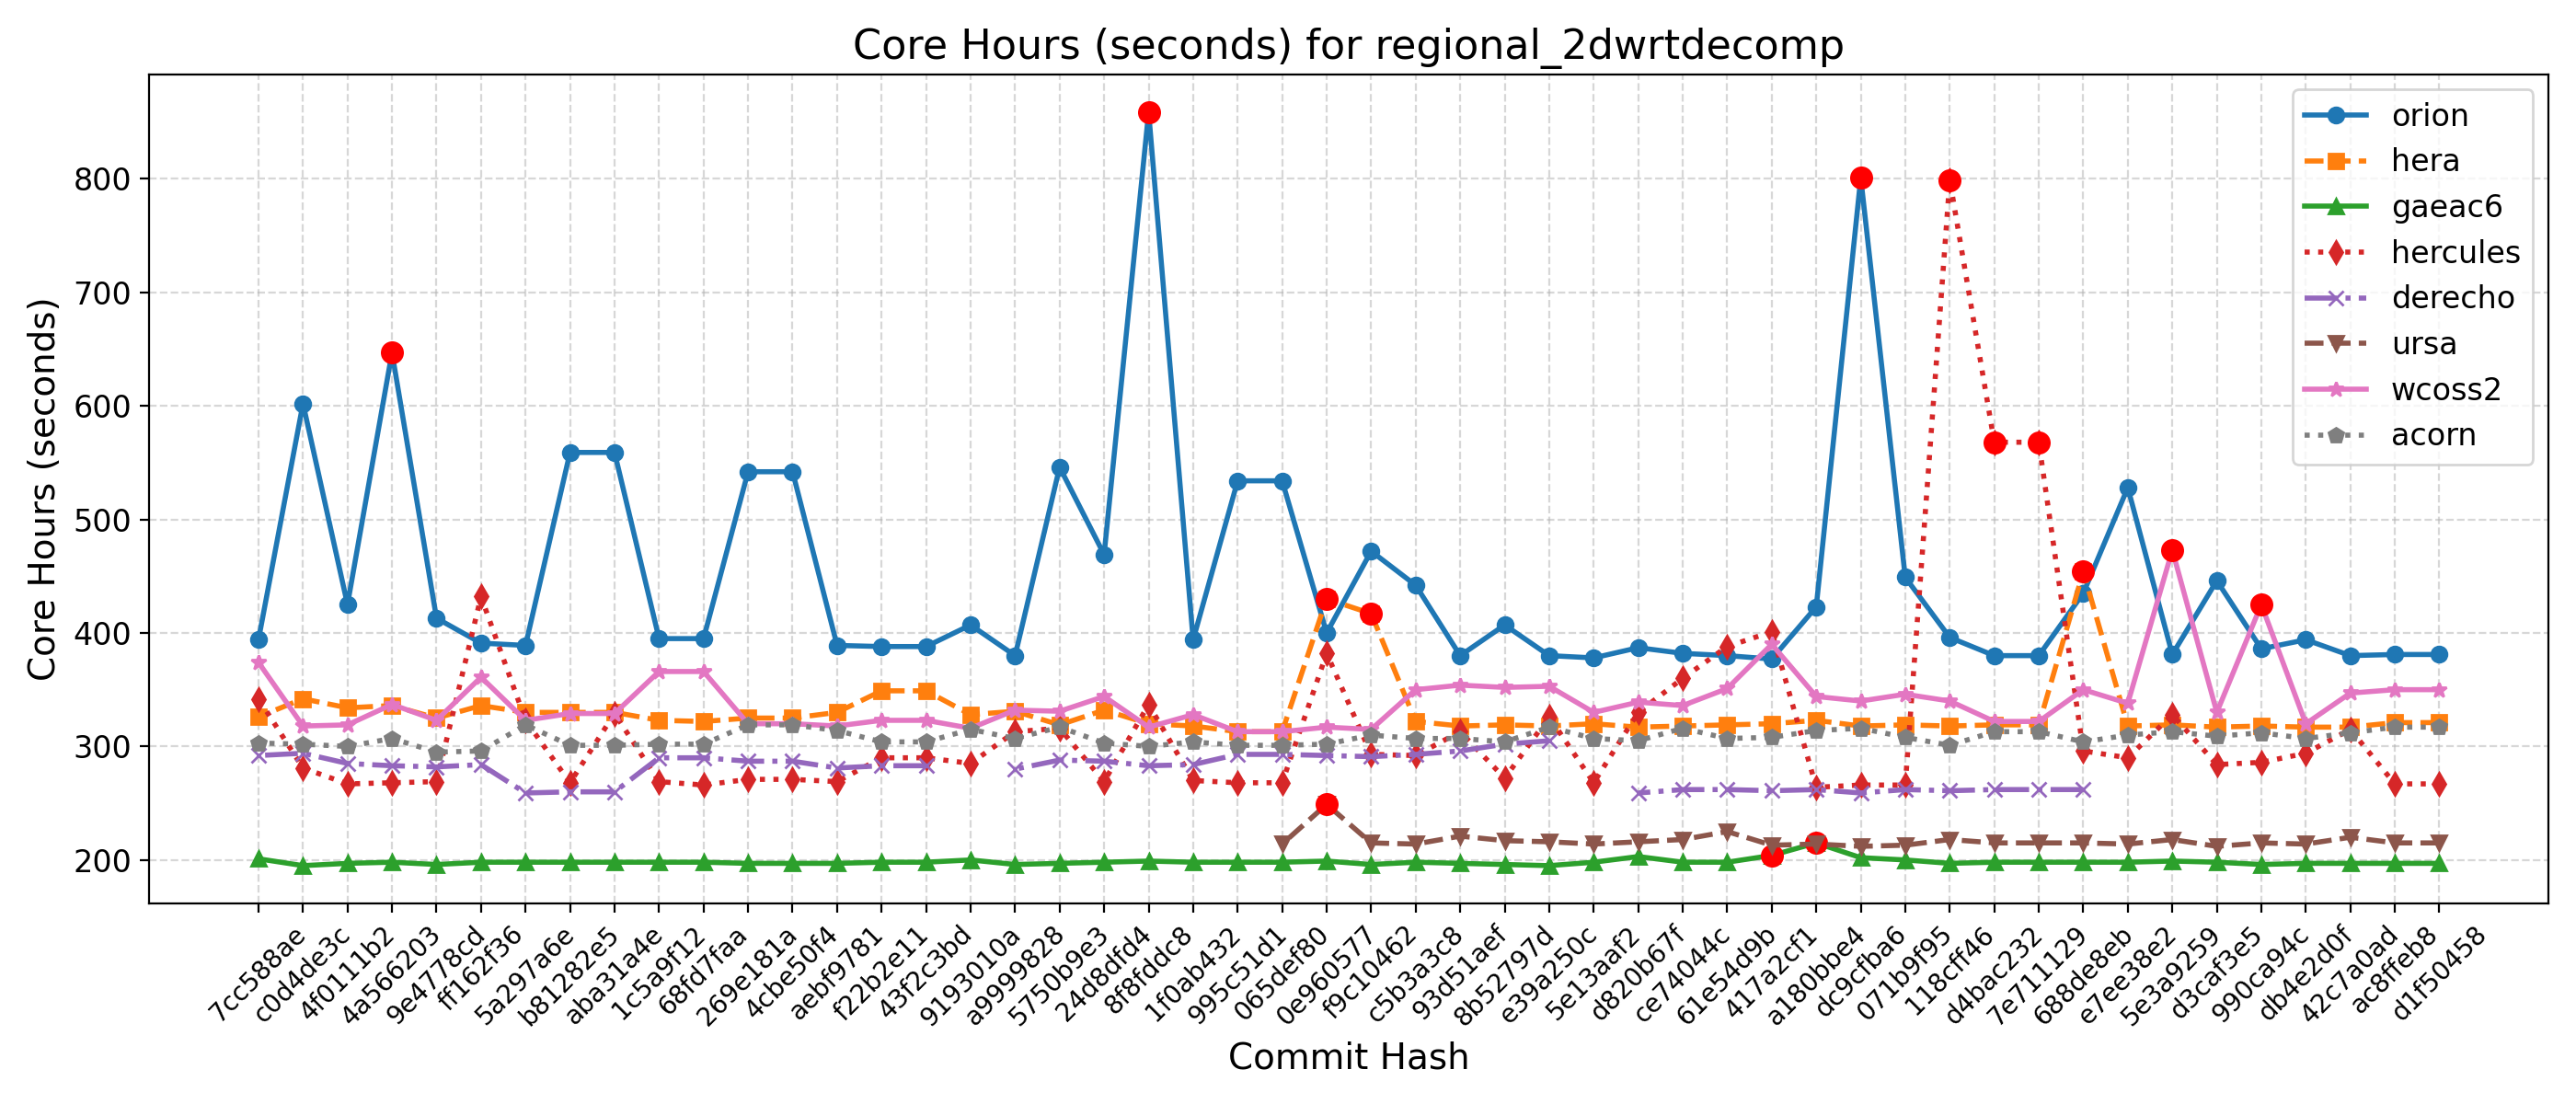 Core Hours (seconds) for regional_2dwrtdecomp
Core Hours (seconds)
800
700
600
500
400
300
200
orion
hera
gaeac6
hercules
derecho
ursa
wcoss2
acorn
7cc588ae
c0d4de3c
4f0111b2
4a566203
9e4778cd
ff162f36
5a297a6e
b81282e5
aba31a4e
1c5a9f12
68fd7faa
269e181a
4cbe50f4
aebf9781
f22b2e11
43f2c3bd
9193010a
a9999828
5750b9e3
24d8dfd4
8f8fddc8
1f0ab432
995c51d1
065def80
0e960577
f9c10462
c5b3a3c8
93d51aef
8b52797d
e39a250c
5e13aaf2
d820b67f
ce74044c
61e54d9b
417a2cf1
a180bbe4
dc9cfba6
071b9f95
118cff46
d4bac232
7e711129
688de8eb
e7ee38e2
5e3a9259
d3caf3e5
990ca94c
db4e2d0f
42c7a0ad
ac8ffeb8
d1f50458
Commit Hash